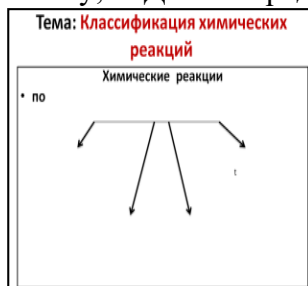 Тема: Классификация химических
реакций
Химические реакции
• по
t